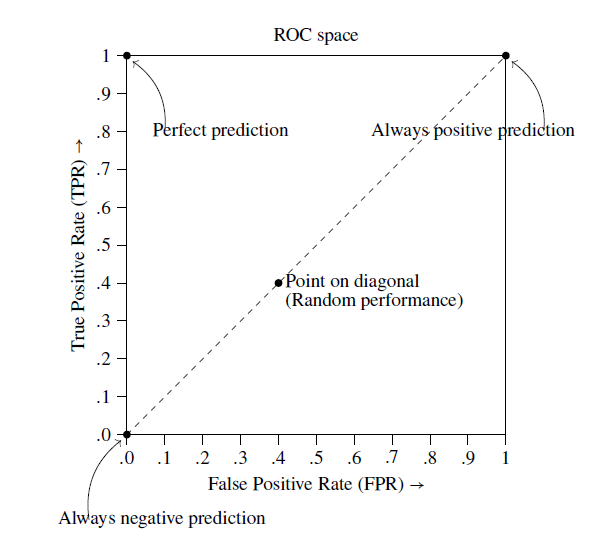 ROC space
1
.9
.8
.7
.6
.5
.4
.3
.2
.1
.0
True Positive Rate (TPR) →
Perfect prediction
Always positive prediction
Point on diagonal
(Random performance)
.0 .1 .2 .3 .4 .5 .6 .7 .8 .9 1
False Positive Rate (FPR) →
Always negative prediction